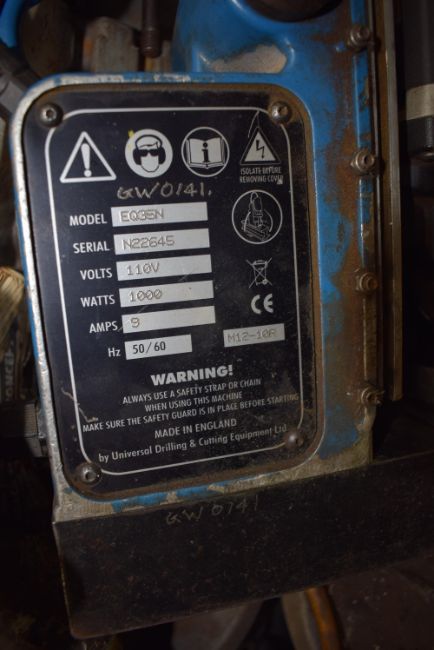 ISOLATE BEFORE
REMOVING COVER
GW0141.
MODEL EQ35N
SERIAL N22645
VOLTS 110V
WATTS 1000
AMPS 9
Hz 50/60
CE
M12-10R
WARNING!
ALWAYS USE A SAFETY STRAP OR CHAIN
WHEN USING THIS MACHINE
MAKE SURE THE SAFETY GUARD IS IN PLACE BEFORE STARTING
MADE IN ENGLAND
by Universal Drilling & Cutting Equipment Ltd
GW0141